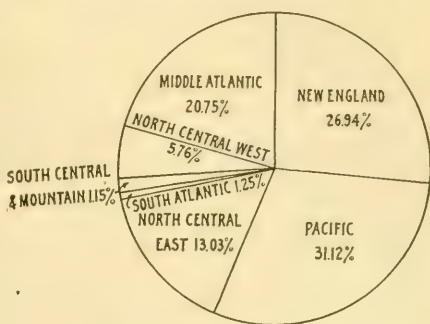 MIDDLE ATLANTIC
20.75%
NEW ENGLAND
26.94%
NORTH CENTRAL WEST
5.76%
SOUTH CENTRAL
& MOUNTAIN 1.15%
SOUTH ATLANTIC 1.25%
NORTH CENTRAL
EAST 13.03%
PACIFIC
31.12%